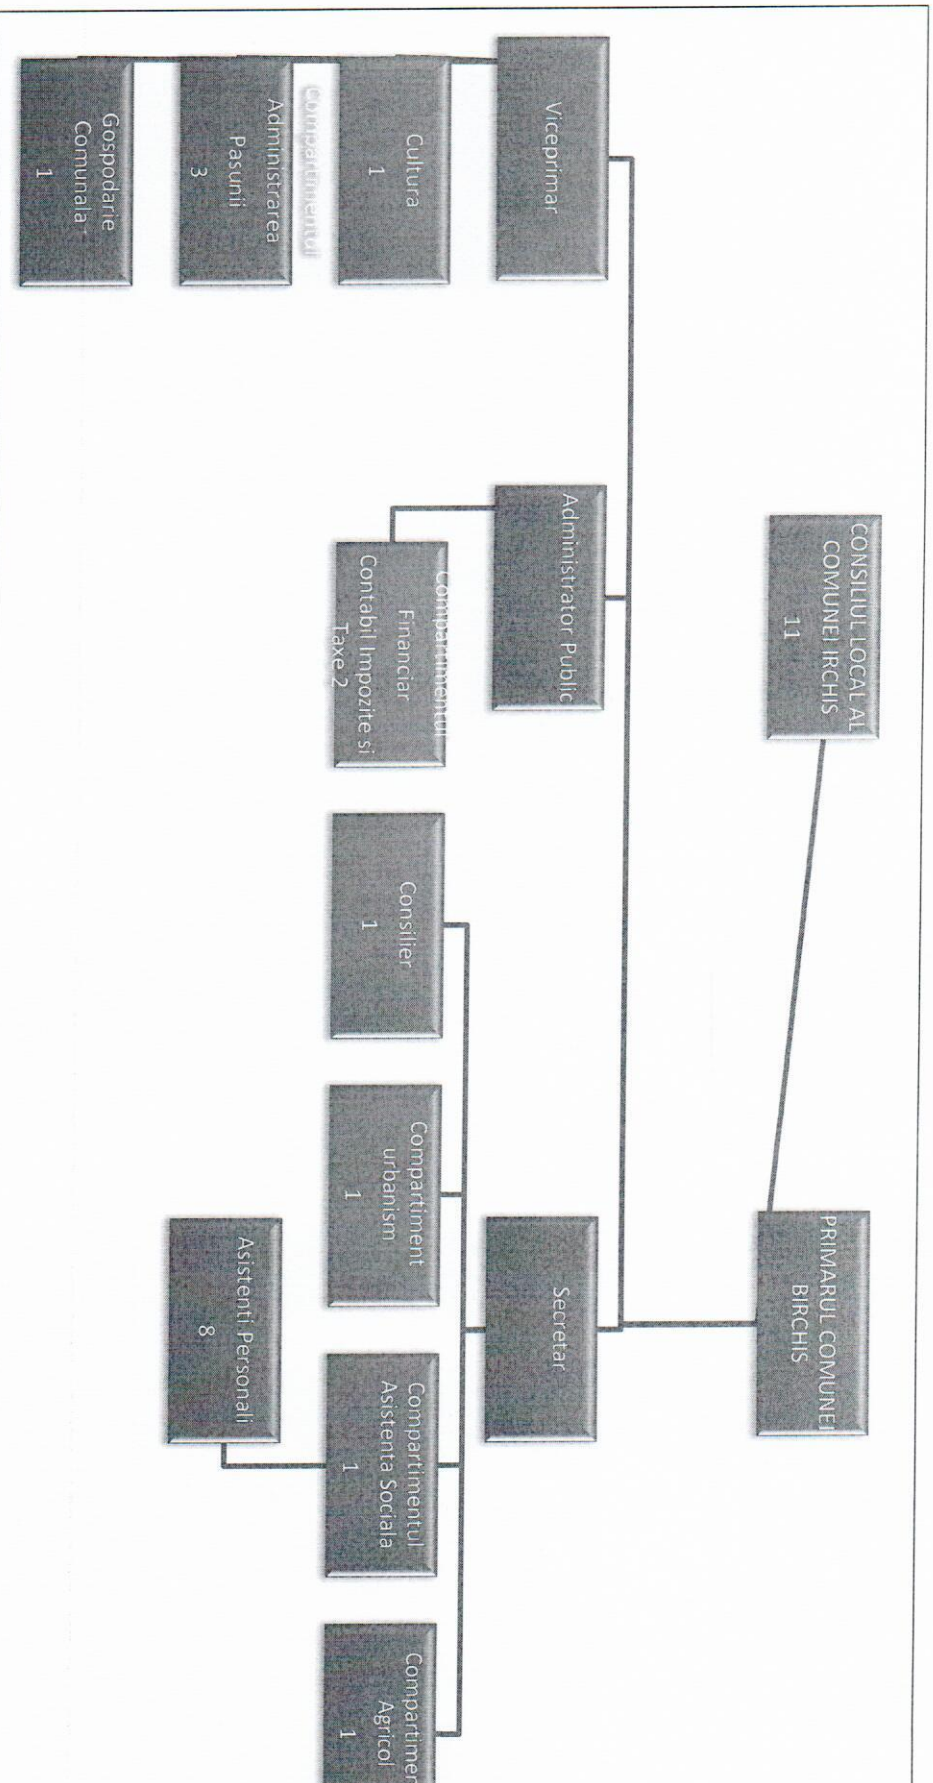 CONSILIUL LOCAL AL
COMUNEI IRCHIS
11
PRIMARUL COMUNEI
BIRCHIS
Viceprimar
Administrator Public
Secretar
Cultura
1
Compartimentul
Administrarea
Pasunii
3
Gospodarie
Comunala
1
Compartimentul
Financiar
Contabil Impozite si
Taxe 2
Consilier
1
Compartiment
urbanism
1
Compartimentul
Asistenta Sociala
1
Compartimen
Agricol
1
Asistenti Personali
8